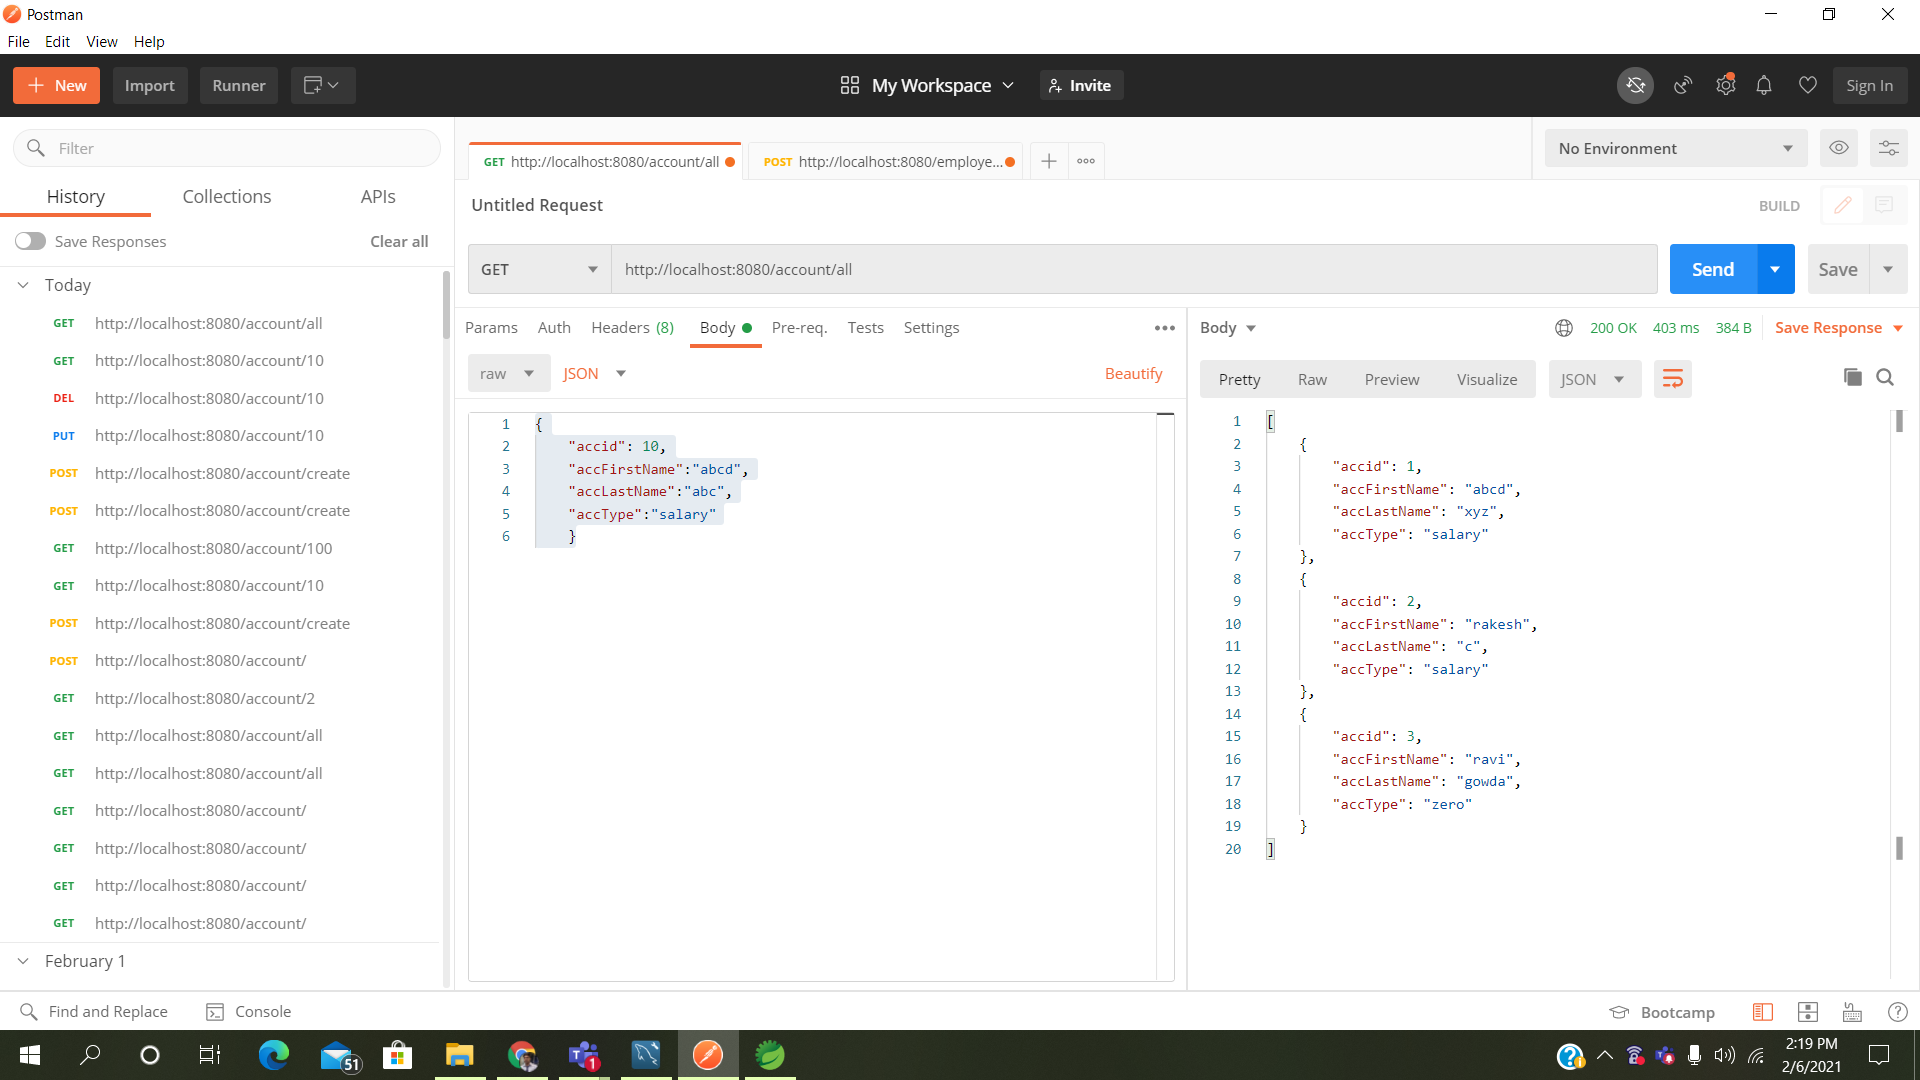 Postman
File Edit View Help
New Import Runner My Workspace Invite Sign In
Filter
History Collections APIs
Save Responses Clear all
Today
GET http://localhost:8080/account/all
GET http://localhost:8080/account/10
DEL http://localhost:8080/account/10
PUT http://localhost:8080/account/10
POST http://localhost:8080/account/create
POST http://localhost:8080/account/create
GET http://localhost:8080/account/100
GET http://localhost:8080/account/10
POST http://localhost:8080/account/create
POST http://localhost:8080/account/
GET http://localhost:8080/account/2
GET http://localhost:8080/account/all
GET http://localhost:8080/account/all
GET http://localhost:8080/account/
GET http://localhost:8080/account/
GET http://localhost:8080/account/
GET http://localhost:8080/account/
February 1
GET http://localhost:8080/account/all POST http://localhost:8080/employe...
No Environment
Untitled Request BUILD
GET http://localhost:8080/account/all Send Save
Params Auth Headers (8) Body Pre-req. Tests Settings
raw JSON Beautify
1 {
2 "accid": 10,
3 "accFirstName":"abcd",
4 "accLastName":"abc",
5 "accType":"salary"
6 }
Body 200 OK 403 ms 384 B Save Response
Pretty Raw Preview Visualize JSON
1 [
2 {
3 "accid": 1,
4 "accFirstName": "abcd",
5 "accLastName": "xyz",
6 "accType": "salary"
7 },
8 {
9 "accid": 2,
10 "accFirstName": "rakesh",
11 "accLastName": "c",
12 "accType": "salary"
13 },
14 {
15 "accid": 3,
16 "accFirstName": "ravi",
17 "accLastName": "gowda",
18 "accType": "zero"
19 }
20 ]
Find and Replace Console Bootcamp
51 1 2:19 PM
2/6/2021